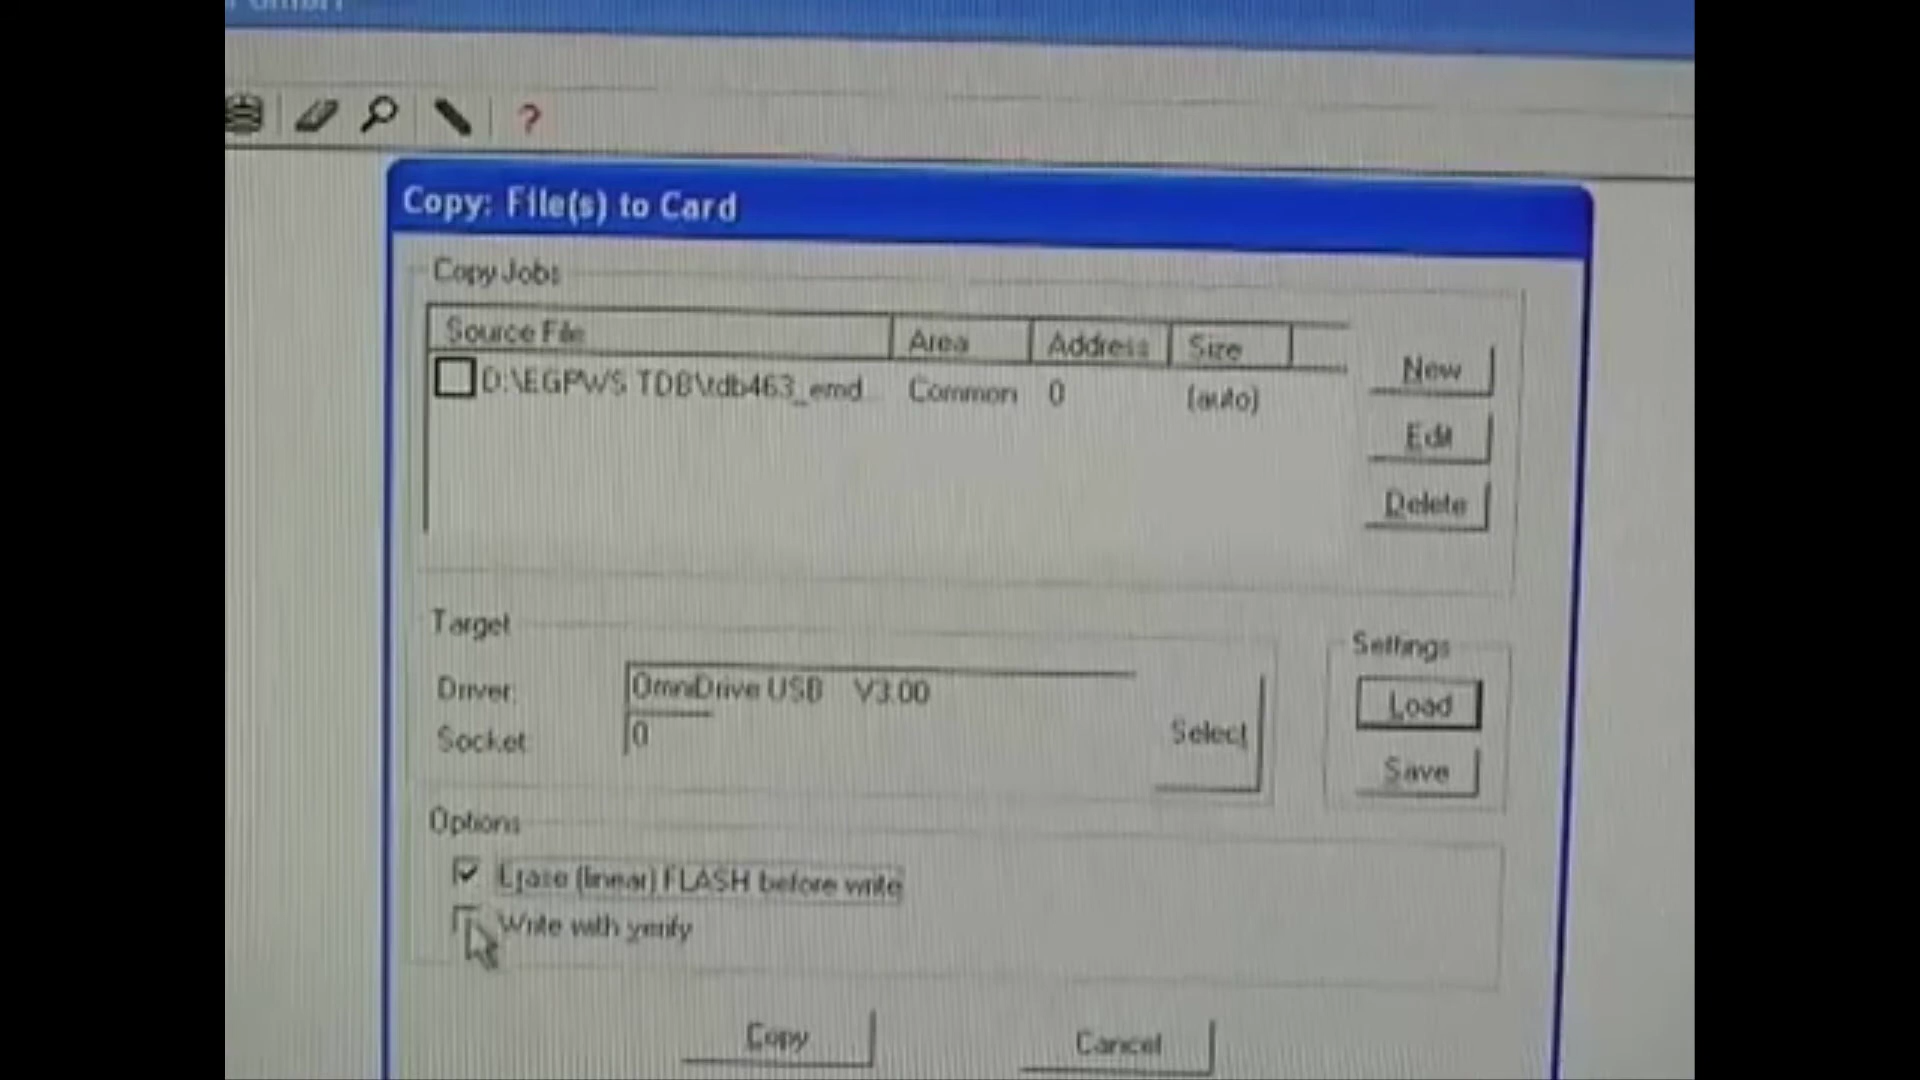 ?
Copy: File(s) to Card
Copy Jobs
Source File Area Address Size
D:\EGPWS TDB\tdb463_emd... Common 0 (auto)
New
Edit
Delete
Target
Driver: OmniDrive USB V3.00
Socket 0
Select
Settings
Load
Save
Options
Erase (linear) FLASH before write
Write with verify
Copy Cancel